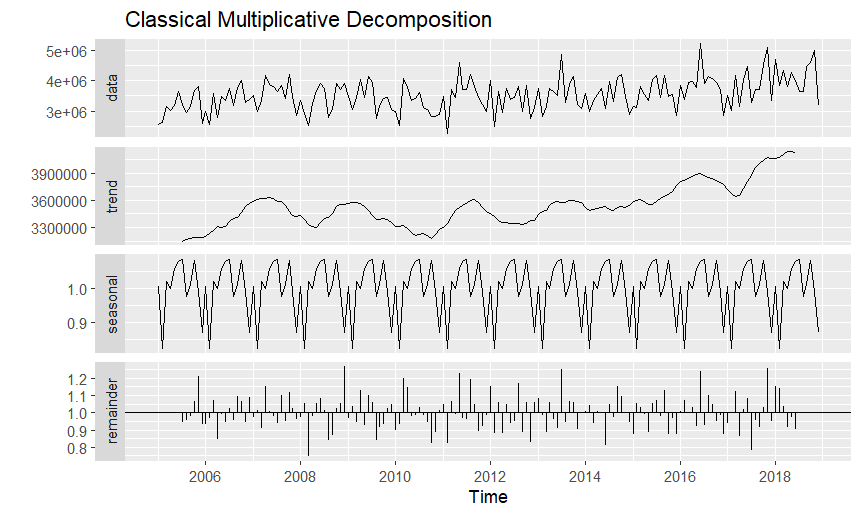 Classical Multiplicative Decomposition
5e+06
4e+06
3e+06
data
3900000
3600000
3300000
trend
1.0
0.9
seasonal
1.2
1.1
1.0
0.9
0.8
remainder
2006 2008 2010 2012 2014 2016 2018
Time